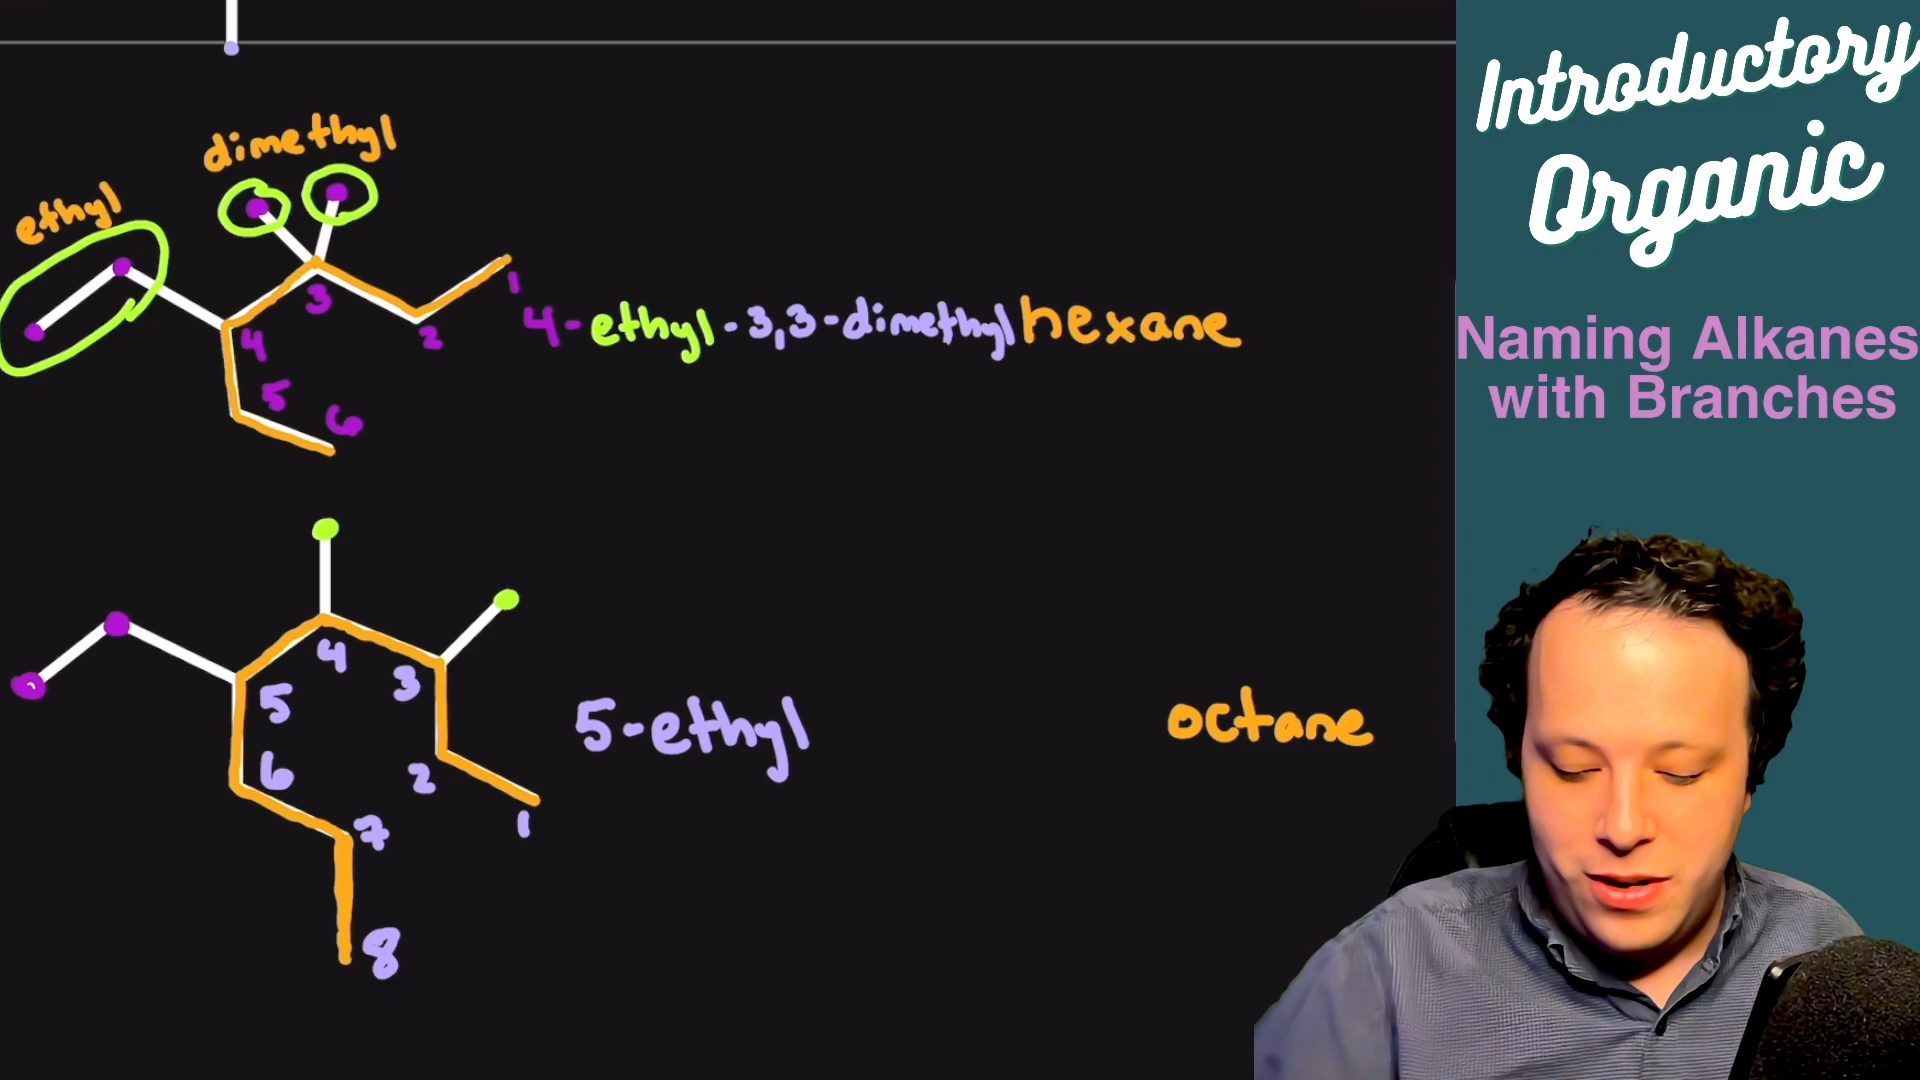 Introductory
Organic
Naming Alkanes
with Branches
dimethyl
ethyl
3
1
4
2
5
6
4-ethyl-3,3-dimethylhexane
4
3
5
6
2
7
1
8
5-ethyl
octane